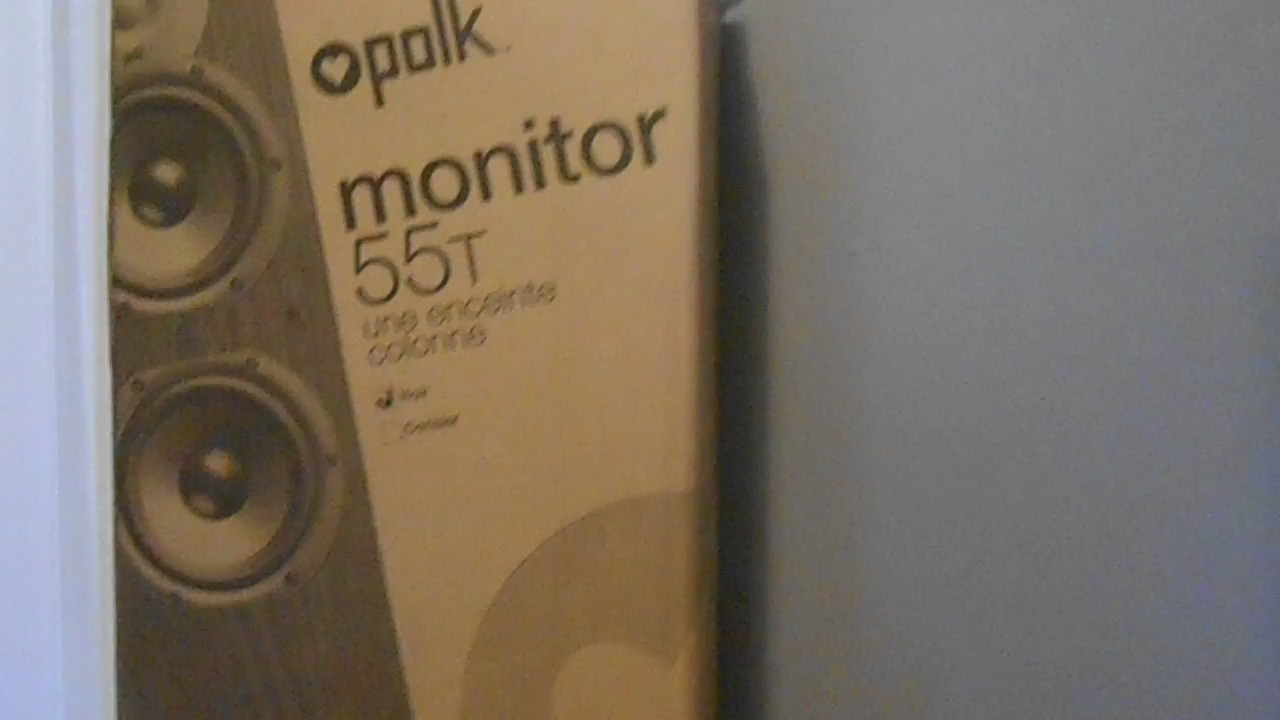 polk
monitor
55T
une enceinte
colonne